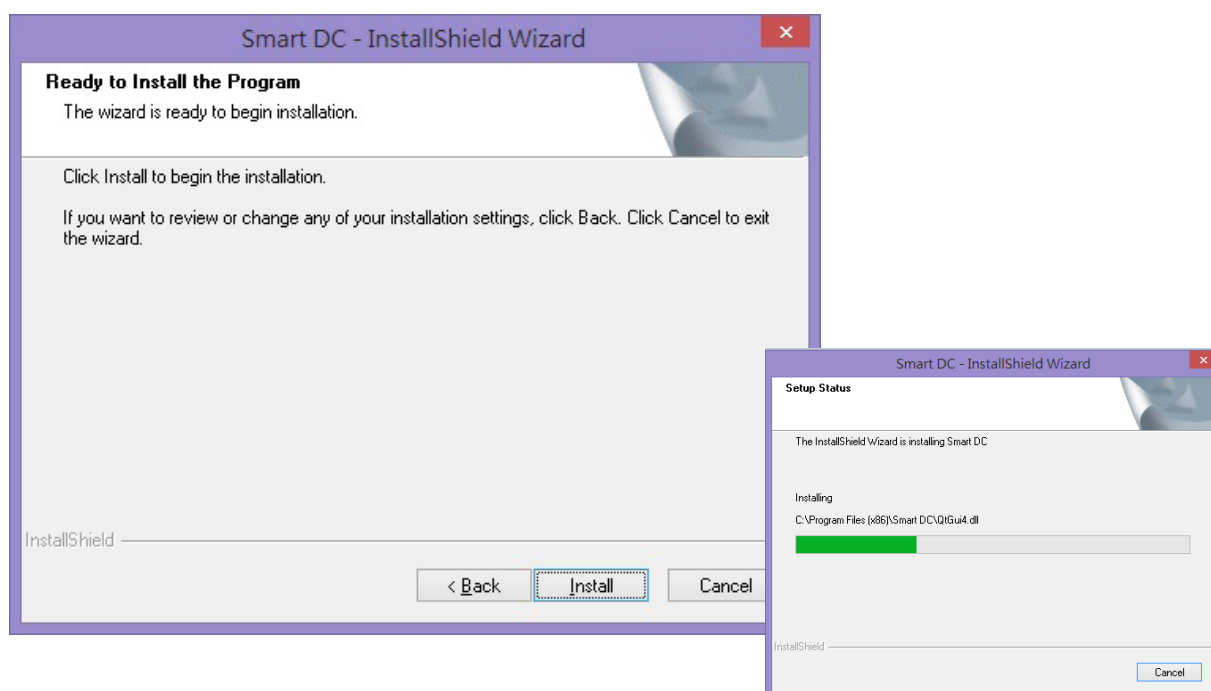 Smart DC - InstallShield Wizard
Ready to Install the Program
The wizard is ready to begin installation.
Click Install to begin the installation.
If you want to review or change any of your installation settings, click Back. Click Cancel to exit
the wizard.
InstallShield
< Back
Install
Cancel
Smart DC - InstallShield Wizard
Setup Status
The InstallShield Wizard is installing Smart DC
Installing
C:\Program Files (x86)\Smart DC\QtGui4.dll
InstallShield
Cancel